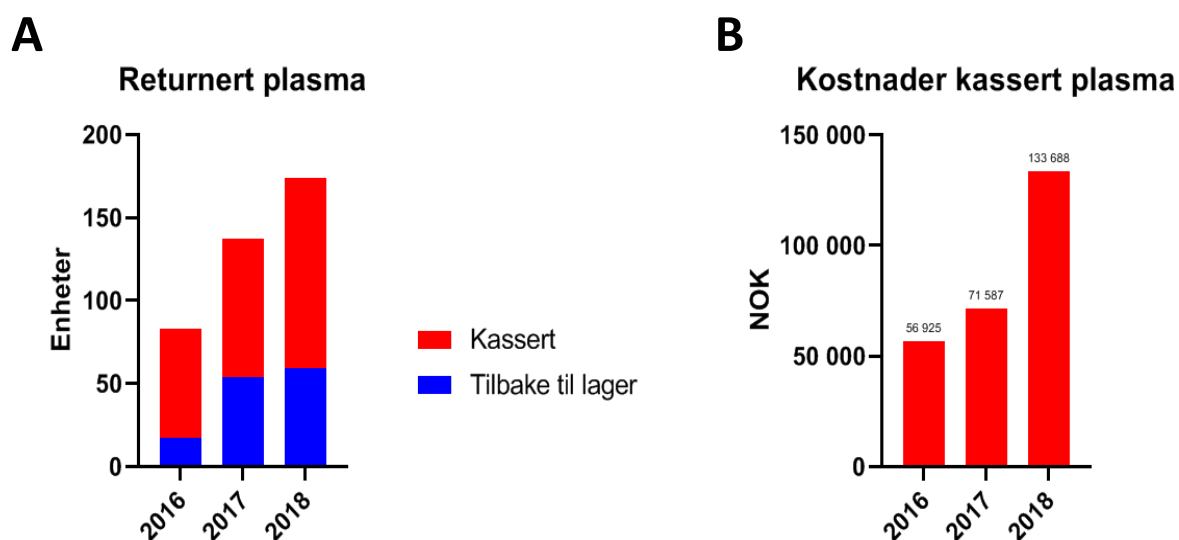 A
Returnert plasma
200
150
100
50
0
Enheter
2016
2017
2018
Kassert
Tilbake til lager
B
Kostnader kassert plasma
150 000
100 000
50 000
0
NOK
56 925
71 587
133 688
2016
2017
2018